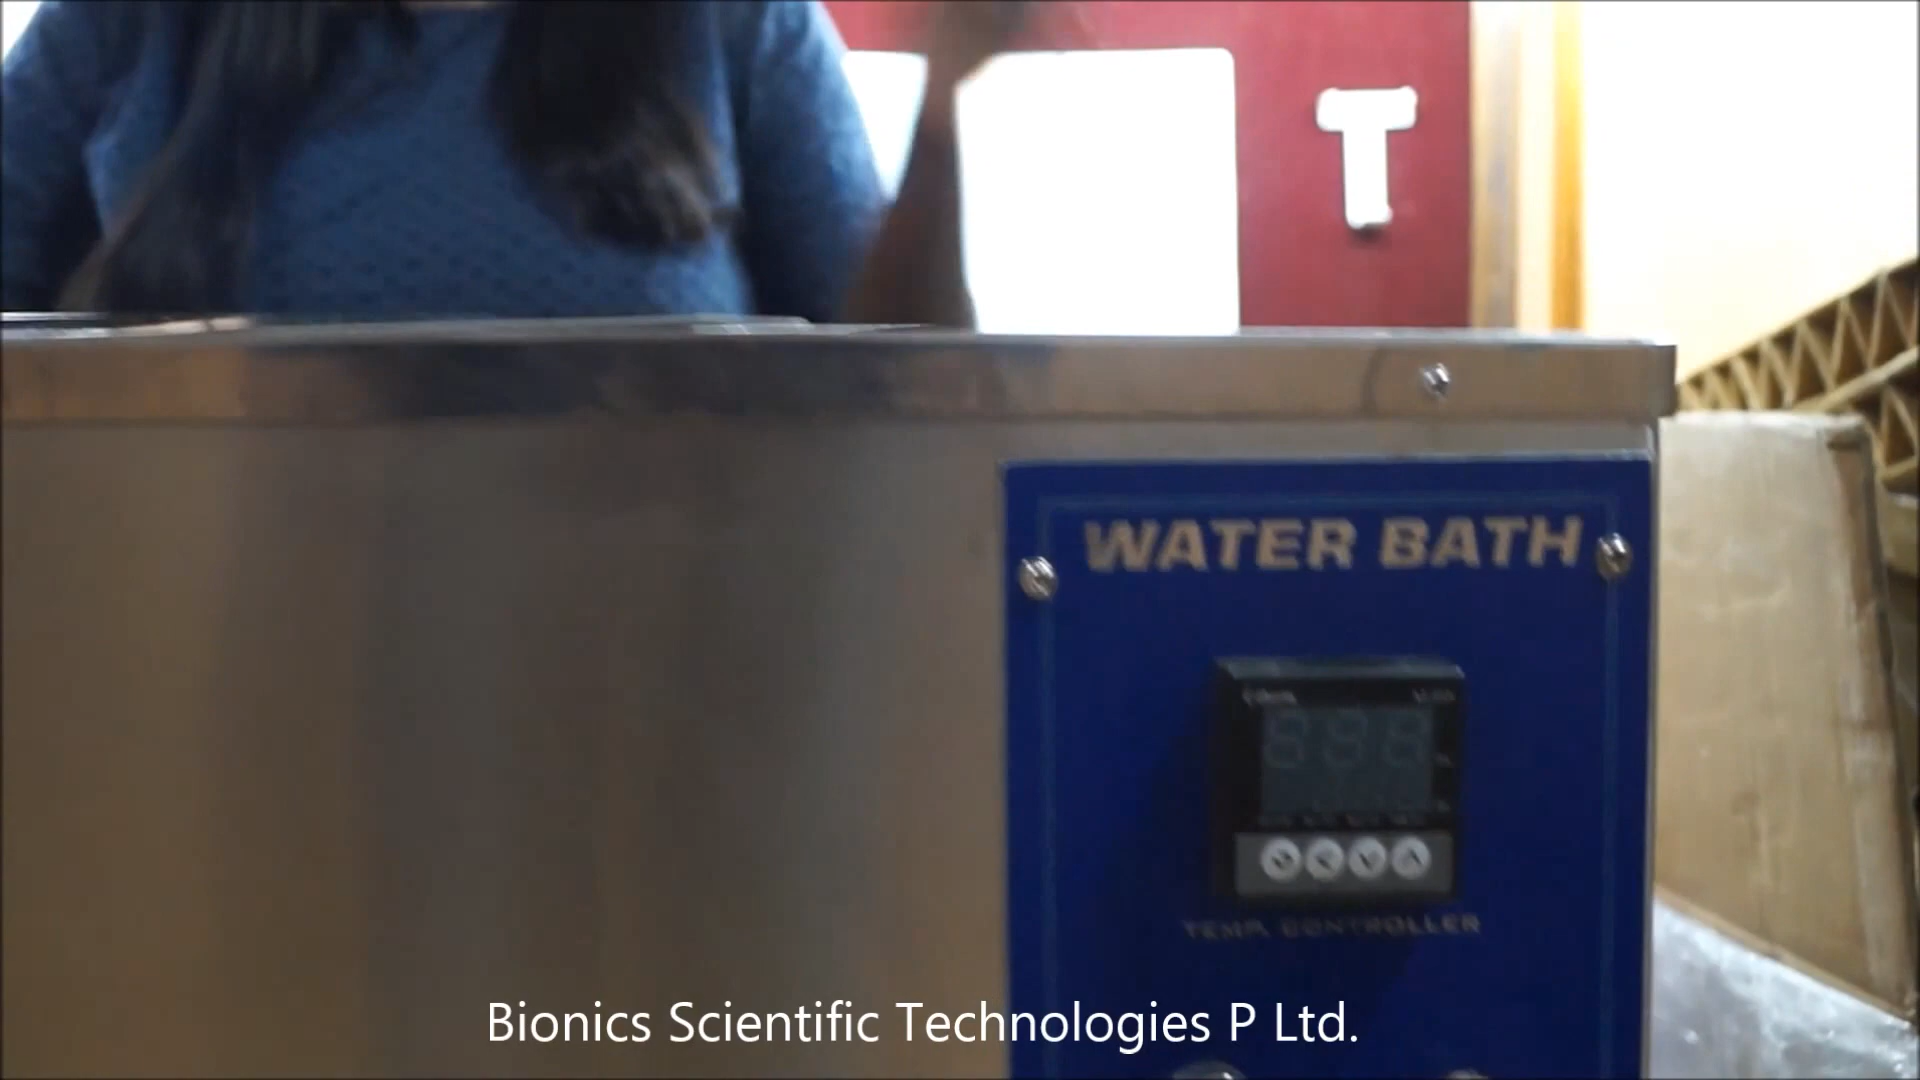 T
WATER BATH
TEMP. CONTROLLER
Bionics Scientific Technologies P Ltd.